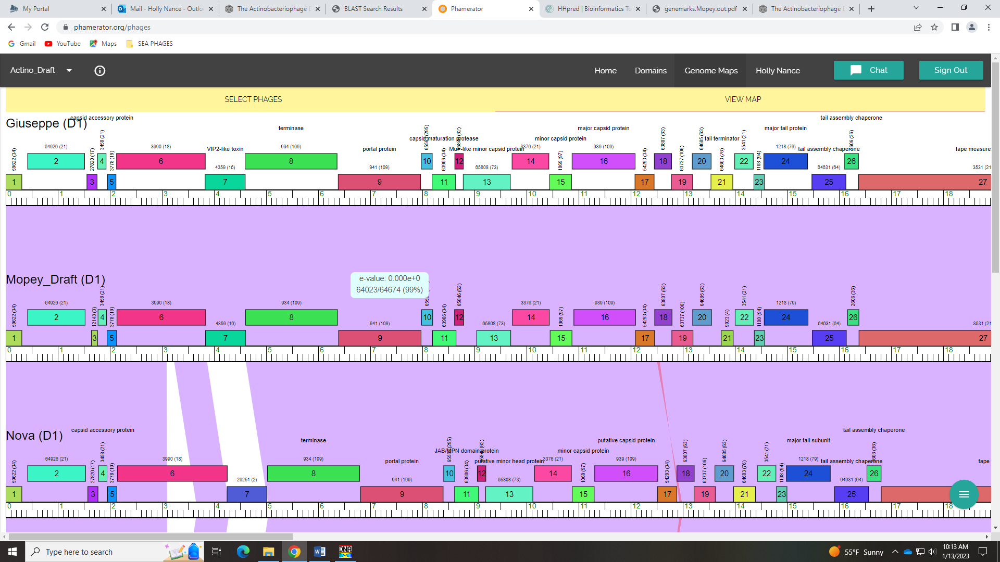 My Portal
Mail - Holly Nance - Outlo
The Actinobacteriophage D
BLAST Search Results
Phamerator
HHpred | Bioinformatics To
genemarks.Mopey.out.pdf
The Actinobacteriophage D
phamerator.org/phages
Gmail
YouTube
Maps
SEA PHAGES
Actino_Draft
Home
Domains
Genome Maps
Holly Nance
Chat
Sign Out
SELECT PHAGES
VIEW MAP
Giuseppe (D1)
capsid accessory protein
tail assembly chaperone
terminase
major capsid protein
major tail protein
capsid maturation protease
minor capsid protein
tail terminator
VIP2-like toxin
portal protein
MuF-like minor capsid protein
tail assembly chaperone
tape measure
59622 (34) 64926 (21) 27820 (17) 3458 (21) 3778 (19) 3990 (18) 4359 (16) 934 (109) 941 (109) 63906 (34) 65808 (73) 3376 (21) 1069 (97) 939 (109) 54293 (34) 63807 (63) 63737 (106) 64685 (63) 64603 (76) 3541 (21) 1108 (94) 1218 (79) 64631 (64) 2606 (36) 3531 (21
2 4 6 8 10 12 14 16 18 20 22 24 26
1 3 5 7 9 11 13 15 17 19 21 23 25 27
0 1 2 3 4 5 6 7 8 9 10 11 12 13 14 15 16 17 18
Mopey_Draft (D1)
e-value: 0.000e+0
64023/64674 (99%)
59622 (34) 64926 (21) 12143 (3) 3458 (21) 3778 (19) 3990 (18) 4359 (16) 934 (109) 941 (109) 63906 (34) 65846 (62) 65808 (73) 3376 (21) 1069 (97) 939 (109) 54293 (34) 63807 (63) 63737 (106) 64685 (63) 9923 (4) 3541 (21) 1108 (94) 1218 (79) 64631 (64) 2606 (36) 3531 (21
2 4 6 8 10 12 14 16 18 20 22 24 26
1 3 5 7 9 11 13 15 17 19 21 23 25 27
0 1 2 3 4 5 6 7 8 9 10 11 12 13 14 15 16 17 18
Nova (D1)
capsid accessory protein
tail assembly chaperone
terminase
putative capsid protein
major tail subunit
JAB/MPN domain protein
minor capsid protein
portal protein
putative minor head protein
tail assembly chaperone
tape
59622 (34) 64926 (21) 27820 (17) 3458 (21) 3778 (19) 3990 (18) 29251 (2) 934 (109) 941 (109) 63906 (34) 65808 (73) 3376 (21) 1069 (97) 939 (109) 54293 (34) 63807 (63) 63737 (106) 64685 (63) 64603 (76) 3541 (21) 1108 (94) 1218 (79) 64631 (64) 2606 (36)
2 4 6 8 10 12 14 16 18 20 22 24 26
1 3 5 7 9 11 13 15 17 19 21 23 25
0 1 2 3 4 5 6 7 8 9 10 11 12 13 14 15 16 17 18
Type here to search
DNA
55°F Sunny
10:13 AM
1/13/2023